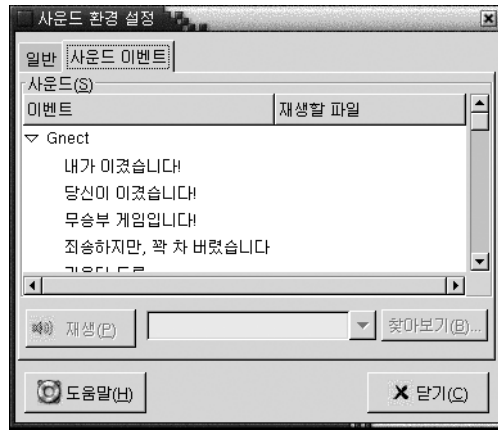 사운드 환경 설정
일반 사운드 이벤트
사운드(S)
이벤트 재생할 파일
Gnect
내가 이겼습니다!
당신이 이겼습니다!
무승부 게임입니다!
죄송하지만, 꽉 차 버렸습니다
재생(P) 찾아보기(B)...
도움말(H) 닫기(C)